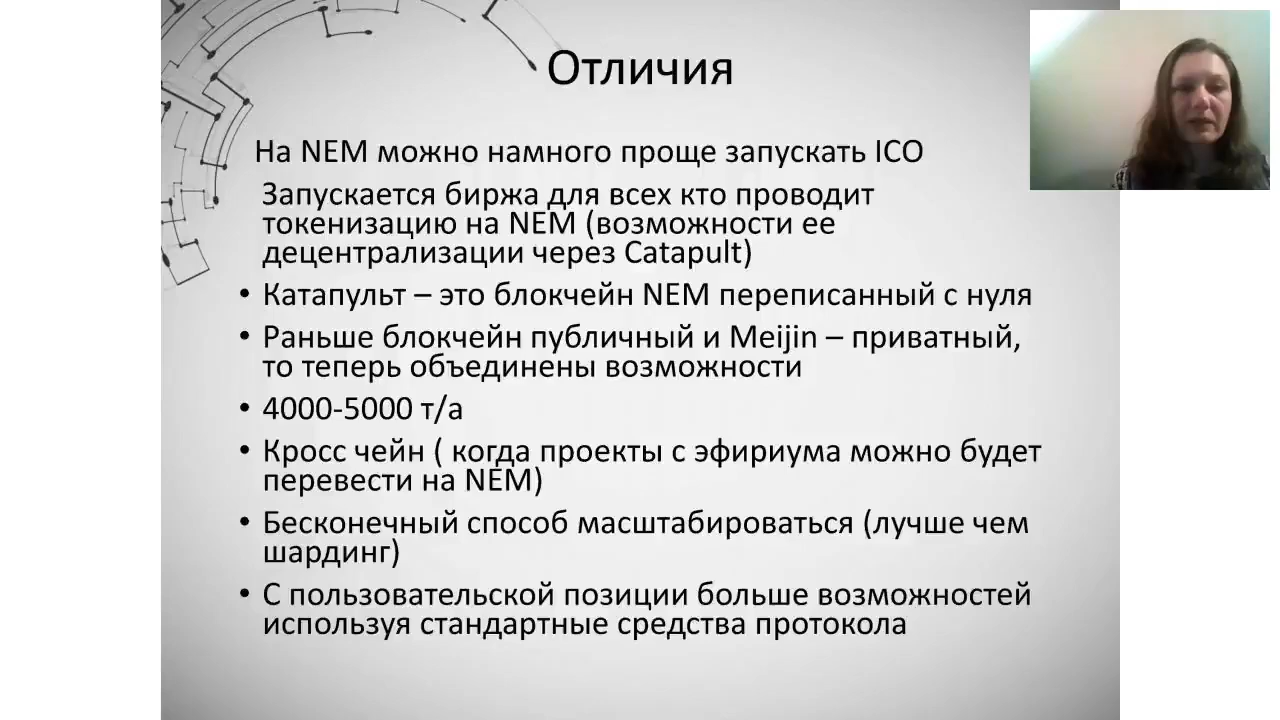 Отличия
На NEM можно намного проще запускать ICO
Запускается биржа для всех кто проводит
токенизацию на NEM (возможности ее
децентрализации через Catapult)
• Катапульт – это блокчейн NEM переписанный с нуля
• Раньше блокчейн публичный и Meijin – приватный,
то теперь объединены возможности
• 4000-5000 т/а
• Кросс чейн ( когда проекты с эфириума можно будет
перевести на NEM)
• Бесконечный способ масштабироваться (лучше чем
шардинг)
• С пользовательской позиции больше возможностей
используя стандартные средства протокола